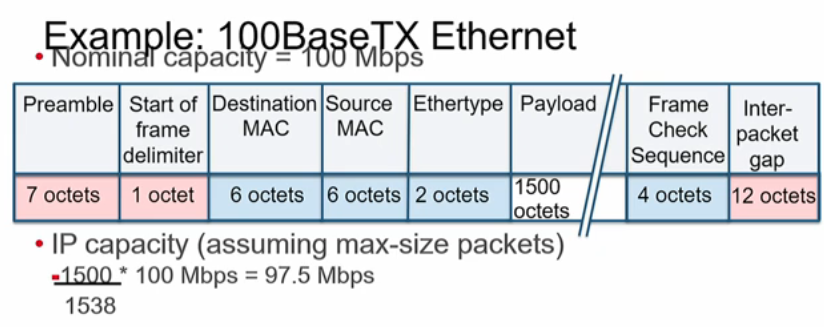 Example: 100BaseTX Ethernet
• Nominal capacity = 100 Mbps
Preamble
Start of
frame
delimiter
Destination
MAC
Source
MAC
Ethertype
Payload
Frame
Check
Sequence
Inter-
packet
gap
7 octets
1 octet
6 octets
6 octets
2 octets
1500
octets
4 octets
12 octets
• IP capacity (assuming max-size packets)
-1500 * 100 Mbps = 97.5 Mbps
1538